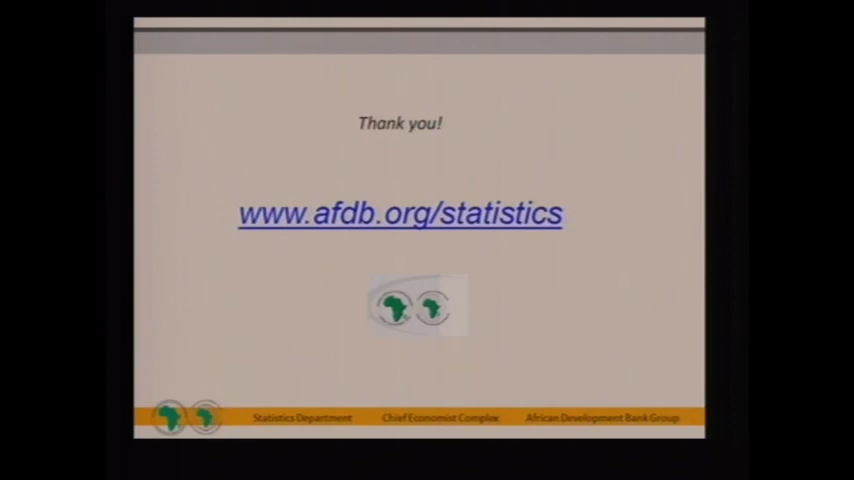 Thank you!
www.afdb.org/statistics
Statistics Department Chief Economist Complex African Development Bank Group